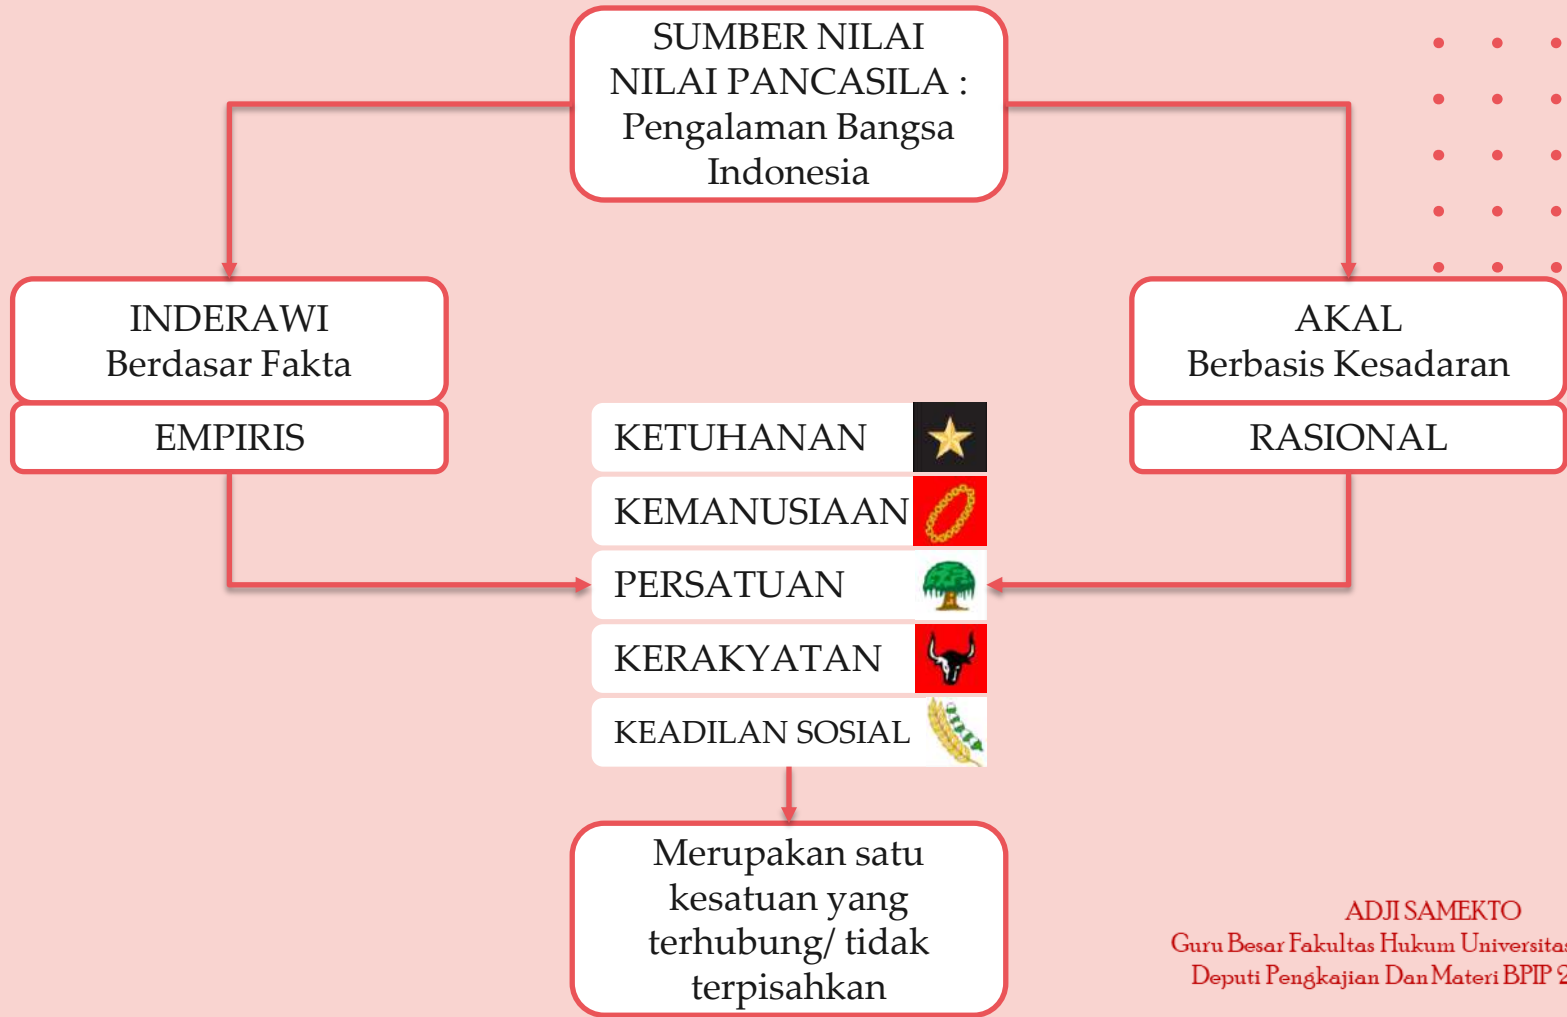 SUMBER NILAI
NILAI PANCASILA :
Pengalaman Bangsa
Indonesia
INDERAWI
Berdasar Fakta
EMPIRIS
AKAL
Berbasis Kesadaran
RASIONAL
KETUHANAN
KEMANUSIAAN
PERSATUAN
KERAKYATAN
KEADILAN SOSIAL
Merupakan satu
kesatuan yang
terhubung/ tidak
terpisahkan
ADJI SAMEKTO
Guru Besar Fakultas Hukum Universitas
Deputi Pengkajian Dan Materi BPIP 2